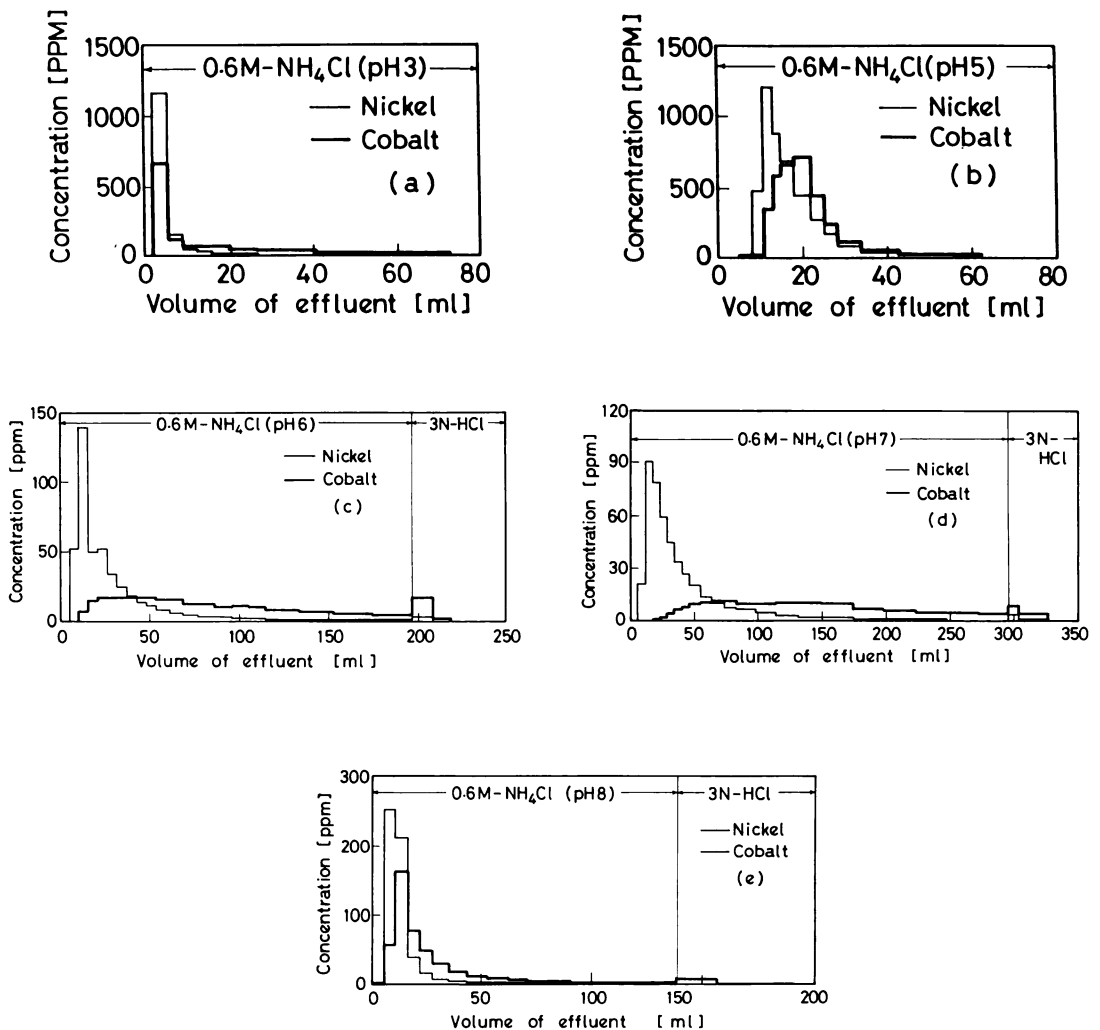 Concentration [PPM]
1500
1000
500
0
0.6M-NH₄Cl (pH3)
Nickel
Cobalt
(a)
0 20 40 60 80
Volume of effluent [ml]
Concentration [PPM]
1500
1000
500
0
0.6M-NH₄Cl(pH5)
Nickel
Cobalt
(b)
0 20 40 60 80
Volume of effluent [ml]
Concentration [ppm]
150
100
50
0
0.6M-NH₄Cl (pH6)
3N-HCl
Nickel
Cobalt
(c)
0 50 100 150 200 250
Volume of effluent [ml]
Concentration [ppm]
120
90
60
30
0
0.6M-NH₄Cl (pH7)
3N-
HCl
Nickel
Cobalt
(d)
0 50 100 150 200 250 300 350
Volume of effluent [ml]
Concentration [ppm]
300
200
100
0
0.6M-NH₄Cl (pH8)
3N-HCl
Nickel
Cobalt
(e)
0 50 100 150 200
Volume of effluent [ml]